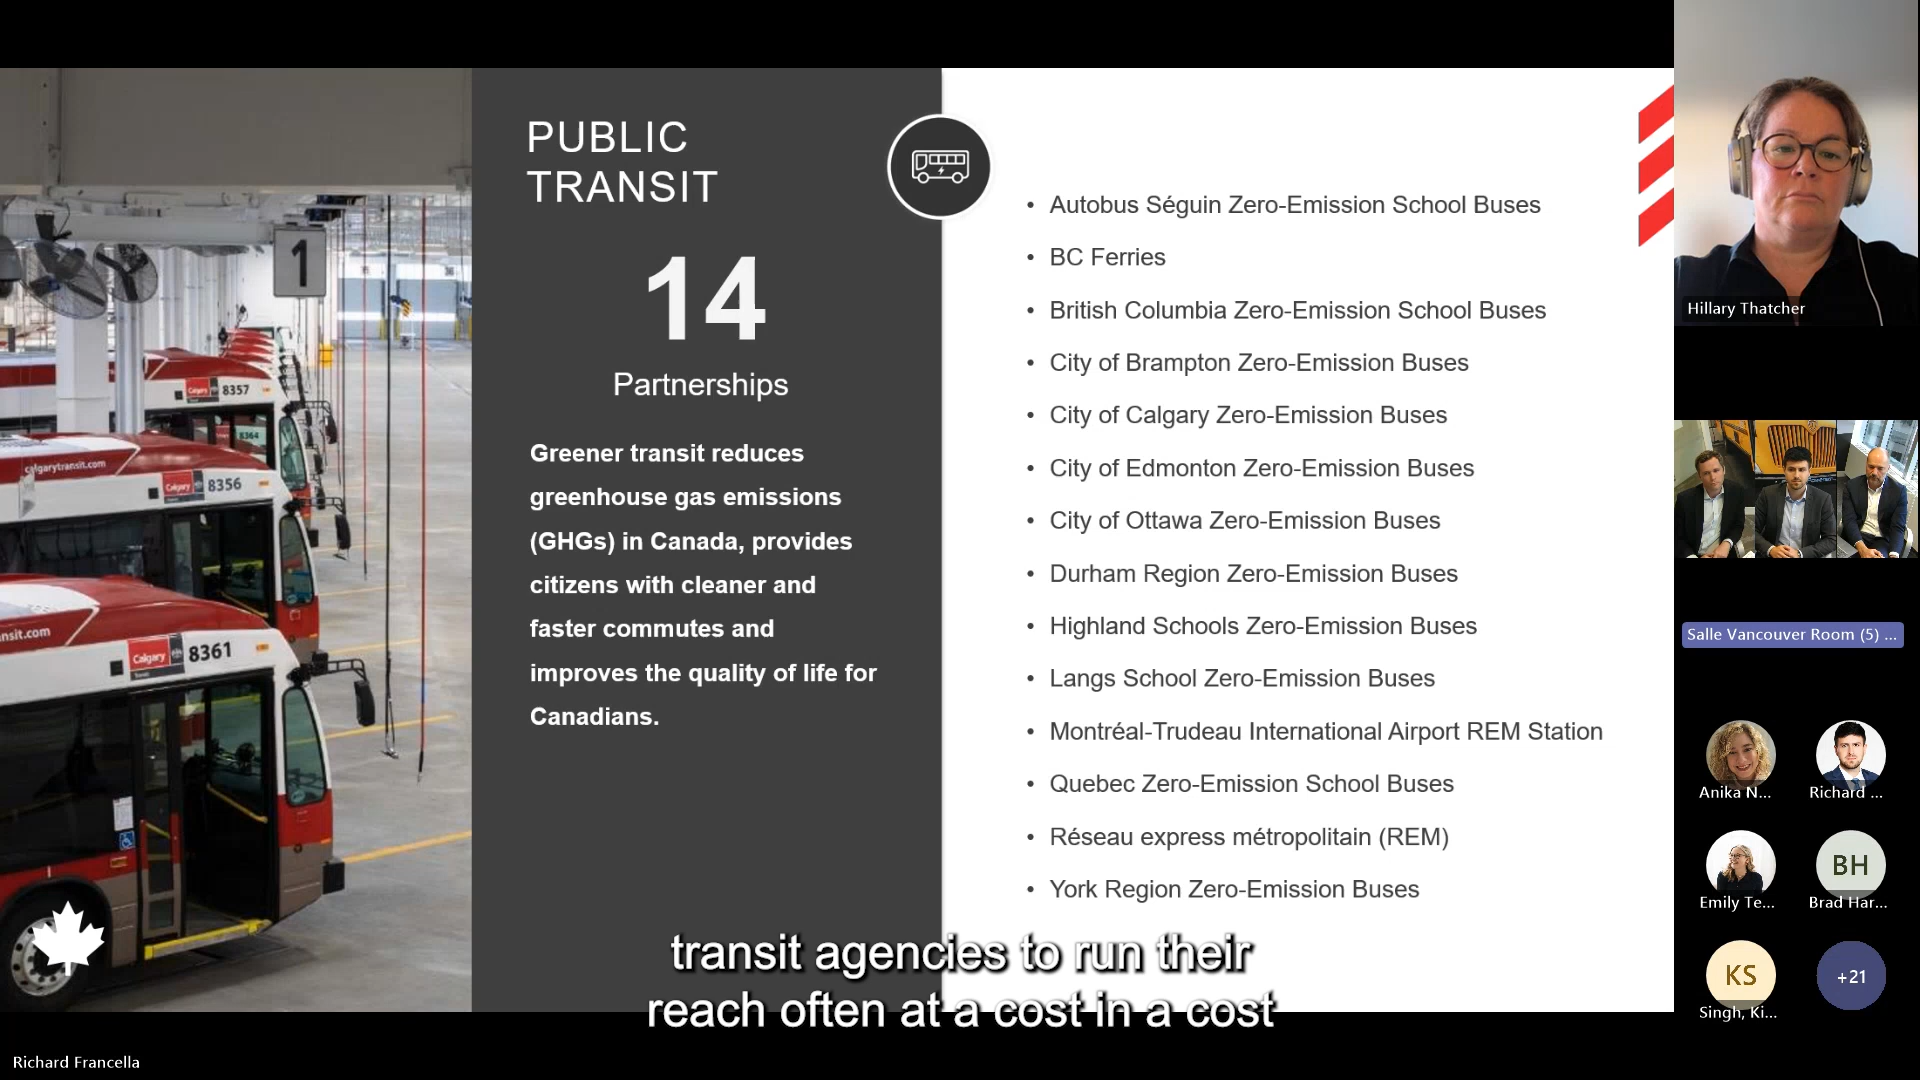 PUBLIC
TRANSIT
14
Partnerships
Greener transit reduces
greenhouse gas emissions
(GHGs) in Canada, provides
citizens with cleaner and
faster commutes and
improves the quality of life for
Canadians.
• Autobus Séguin Zero-Emission School Buses
• BC Ferries
• British Columbia Zero-Emission School Buses
• City of Brampton Zero-Emission Buses
• City of Calgary Zero-Emission Buses
• City of Edmonton Zero-Emission Buses
• City of Ottawa Zero-Emission Buses
• Durham Region Zero-Emission Buses
• Highland Schools Zero-Emission Buses
• Langs School Zero-Emission Buses
• Montréal-Trudeau International Airport REM Station
• Quebec Zero-Emission School Buses
• Réseau express métropolitain (REM)
• York Region Zero-Emission Buses
1
Calgary 8357
8364
calgarytransit.com
Calgary 8356
nsit.com
Calgary 8361
transit agencies to run their
reach often at a cost in a cost
Richard Francella
Hillary Thatcher
Salle Vancouver Room (5) ...
Anika N...
Richard ...
Emily Te...
BH
Brad Har...
KS
Singh, Ki...
+21